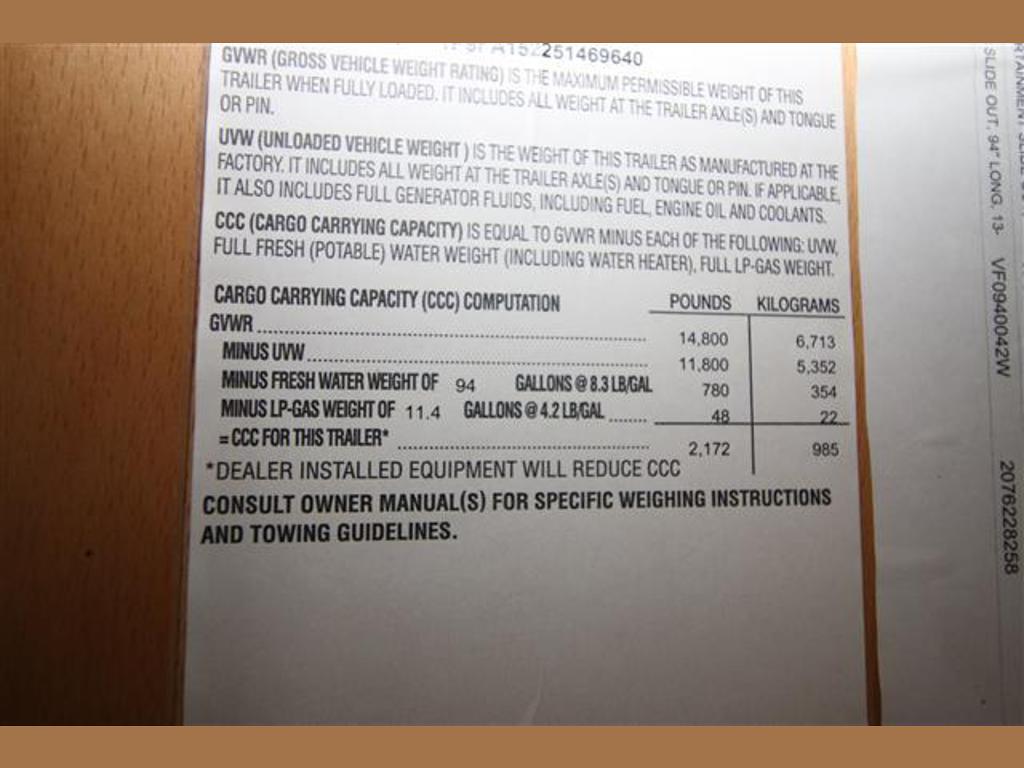 251469640
GVWR (GROSS VEHICLE WEIGHT RATING) IS THE MAXIMUM PERMISSIBLE WEIGHT OF THIS
TRAILER WHEN FULLY LOADED. IT INCLUDES ALL WEIGHT AT THE TRAILER AXLE(S) AND TONGUE
OR PIN.
UVW (UNLOADED VEHICLE WEIGHT ) IS THE WEIGHT OF THIS TRAILER AS MANUFACTURED AT THE
FACTORY. IT INCLUDES ALL WEIGHT AT THE TRAILER AXLE(S) AND TONGUE OR PIN. IF APPLICABLE,
IT ALSO INCLUDES FULL GENERATOR FLUIDS, INCLUDING FUEL, ENGINE OIL AND COOLANTS.
CCC (CARGO CARRYING CAPACITY) IS EQUAL TO GVWR MINUS EACH OF THE FOLLOWING: UVW,
FULL FRESH (POTABLE) WATER WEIGHT (INCLUDING WATER HEATER), FULL LP-GAS WEIGHT.
CARGO CARRYING CAPACITY (CCC) COMPUTATION POUNDS KILOGRAMS
GVWR 14,800 6,713
MINUS UVW 11,800 5,352
MINUS FRESH WATER WEIGHT OF 94 GALLONS @ 8.3 LB/GAL 780 354
MINUS LP-GAS WEIGHT OF 11.4 GALLONS @ 4.2 LB/GAL 48 22
= CCC FOR THIS TRAILER* 2,172 985
*DEALER INSTALLED EQUIPMENT WILL REDUCE CCC
CONSULT OWNER MANUAL(S) FOR SPECIFIC WEIGHING INSTRUCTIONS
AND TOWING GUIDELINES.
SLIDE OUT, 94" LONG, 13- VF0940042W 20762282​58